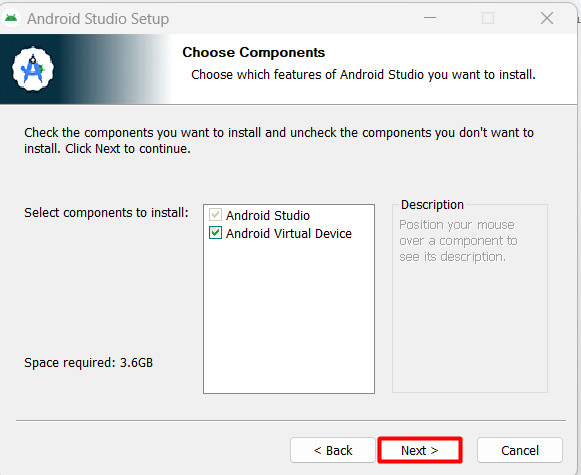 Android Studio Setup
Choose Components
Choose which features of Android Studio you want to install.
Check the components you want to install and uncheck the components you don't want to
install. Click Next to continue.
Select components to install:
Android Studio
Android Virtual Device
Description
Position your mouse
over a component to
see its description.
Space required: 3.6GB
< Back
Next >
Cancel